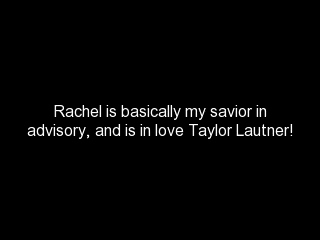 Rachel is basically my savior in
advisory, and is in love Taylor Lautner!